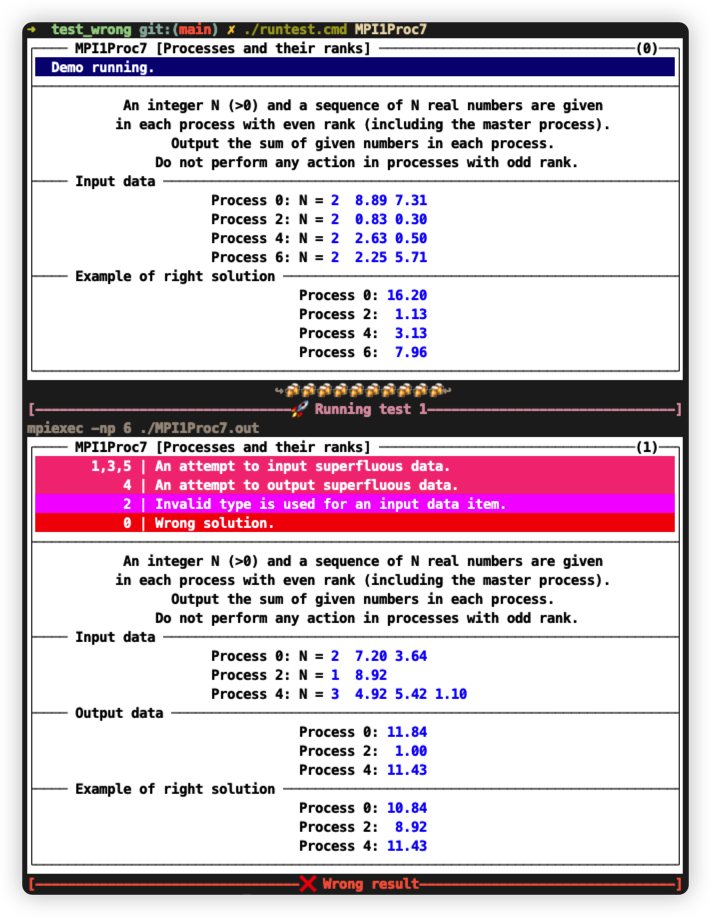 → test_wrong git:(main) ✗ ./runtest.cmd MPI1Proc7
MPI1Proc7 [Processes and their ranks] (0)
Demo running.
An integer N (>0) and a sequence of N real numbers are given
in each process with even rank (including the master process).
Output the sum of given numbers in each process.
Do not perform any action in processes with odd rank.
Input data
Process 0: N = 2 8.89 7.31
Process 2: N = 2 0.83 0.30
Process 4: N = 2 2.63 0.50
Process 6: N = 2 2.25 5.71
Example of right solution
Process 0: 16.20
Process 2: 1.13
Process 4: 3.13
Process 6: 7.96
[🚀 Running test 1]
mpiexec -np 6 ./MPI1Proc7.out
MPI1Proc7 [Processes and their ranks] (1)
1,3,5 | An attempt to input superfluous data.
4 | An attempt to output superfluous data.
2 | Invalid type is used for an input data item.
0 | Wrong solution.
An integer N (>0) and a sequence of N real numbers are given
in each process with even rank (including the master process).
Output the sum of given numbers in each process.
Do not perform any action in processes with odd rank.
Input data
Process 0: N = 2 7.20 3.64
Process 2: N = 1 8.92
Process 4: N = 3 4.92 5.42 1.10
Output data
Process 0: 11.84
Process 2: 1.00
Process 4: 11.43
Example of right solution
Process 0: 10.84
Process 2: 8.92
Process 4: 11.43
[❌ Wrong result]